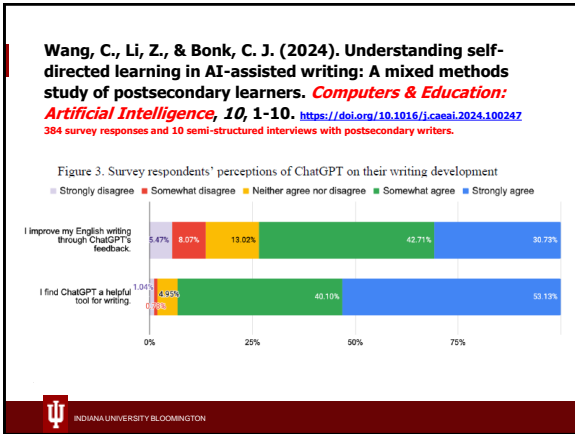 Wang, C., Li, Z., & Bonk, C. J. (2024). Understanding self-
directed learning in AI-assisted writing: A mixed methods
study of postsecondary learners. Computers & Education:
Artificial Intelligence, 10, 1-10. https://doi.org/10.1016/j.caeai.2024.100247
384 survey responses and 10 semi-structured interviews with postsecondary writers.
Figure 3. Survey respondents' perceptions of ChatGPT on their writing development
Strongly disagree Somewhat disagree Neither agree nor disagree Somewhat agree Strongly agree
I improve my English writing
through ChatGPT's
feedback.
5.47% 8.07% 13.02% 42.71% 30.73%
I find ChatGPT a helpful
tool for writing.
1.04% 4.95% 40.10% 53.13%
0% 25% 50% 75%
INDIANA UNIVERSITY BLOOMINGTON